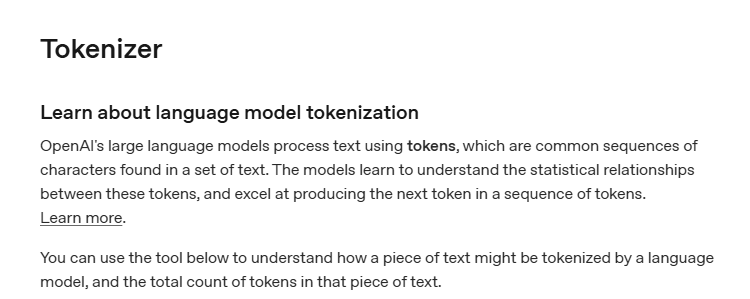 Tokenizer
Learn about language model tokenization
OpenAI's large language models process text using tokens, which are common sequences of
characters found in a set of text. The models learn to understand the statistical relationships
between these tokens, and excel at producing the next token in a sequence of tokens.
Learn more.
You can use the tool below to understand how a piece of text might be tokenized by a language
model, and the total count of tokens in that piece of text.